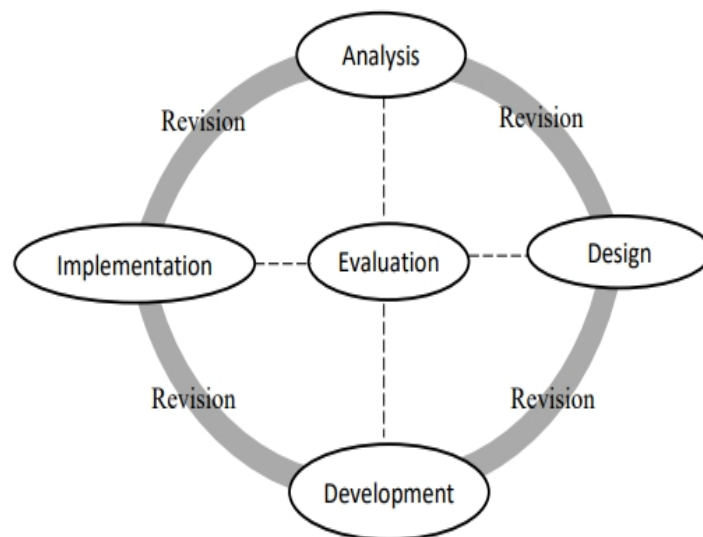 Analysis
Revision
Revision
Implementation
Evaluation
Design
Revision
Revision
Development